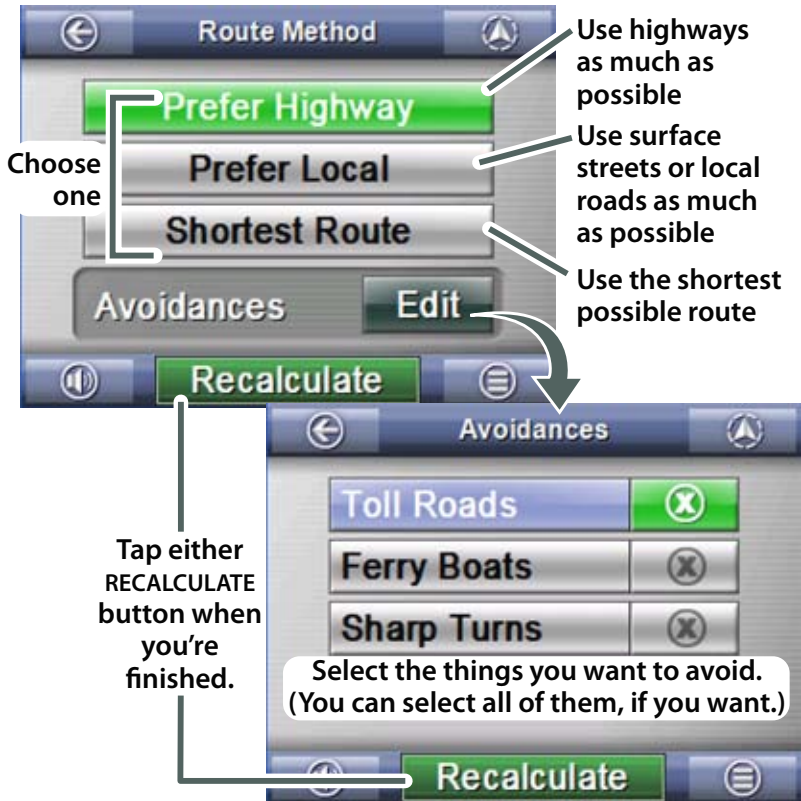 Route Method
Prefer Highway
Prefer Local
Shortest Route
Avoidances
Edit
Recalculate
Choose
one
Use highways
as much as
possible
Use surface
streets or local
roads as much
as possible
Use the shortest
possible route
Avoidances
Toll Roads
Ferry Boats
Sharp Turns
Select the things you want to avoid.
(You can select all of them, if you want.)
Recalculate
Tap either
RECALCULATE
button when
you're
finished.